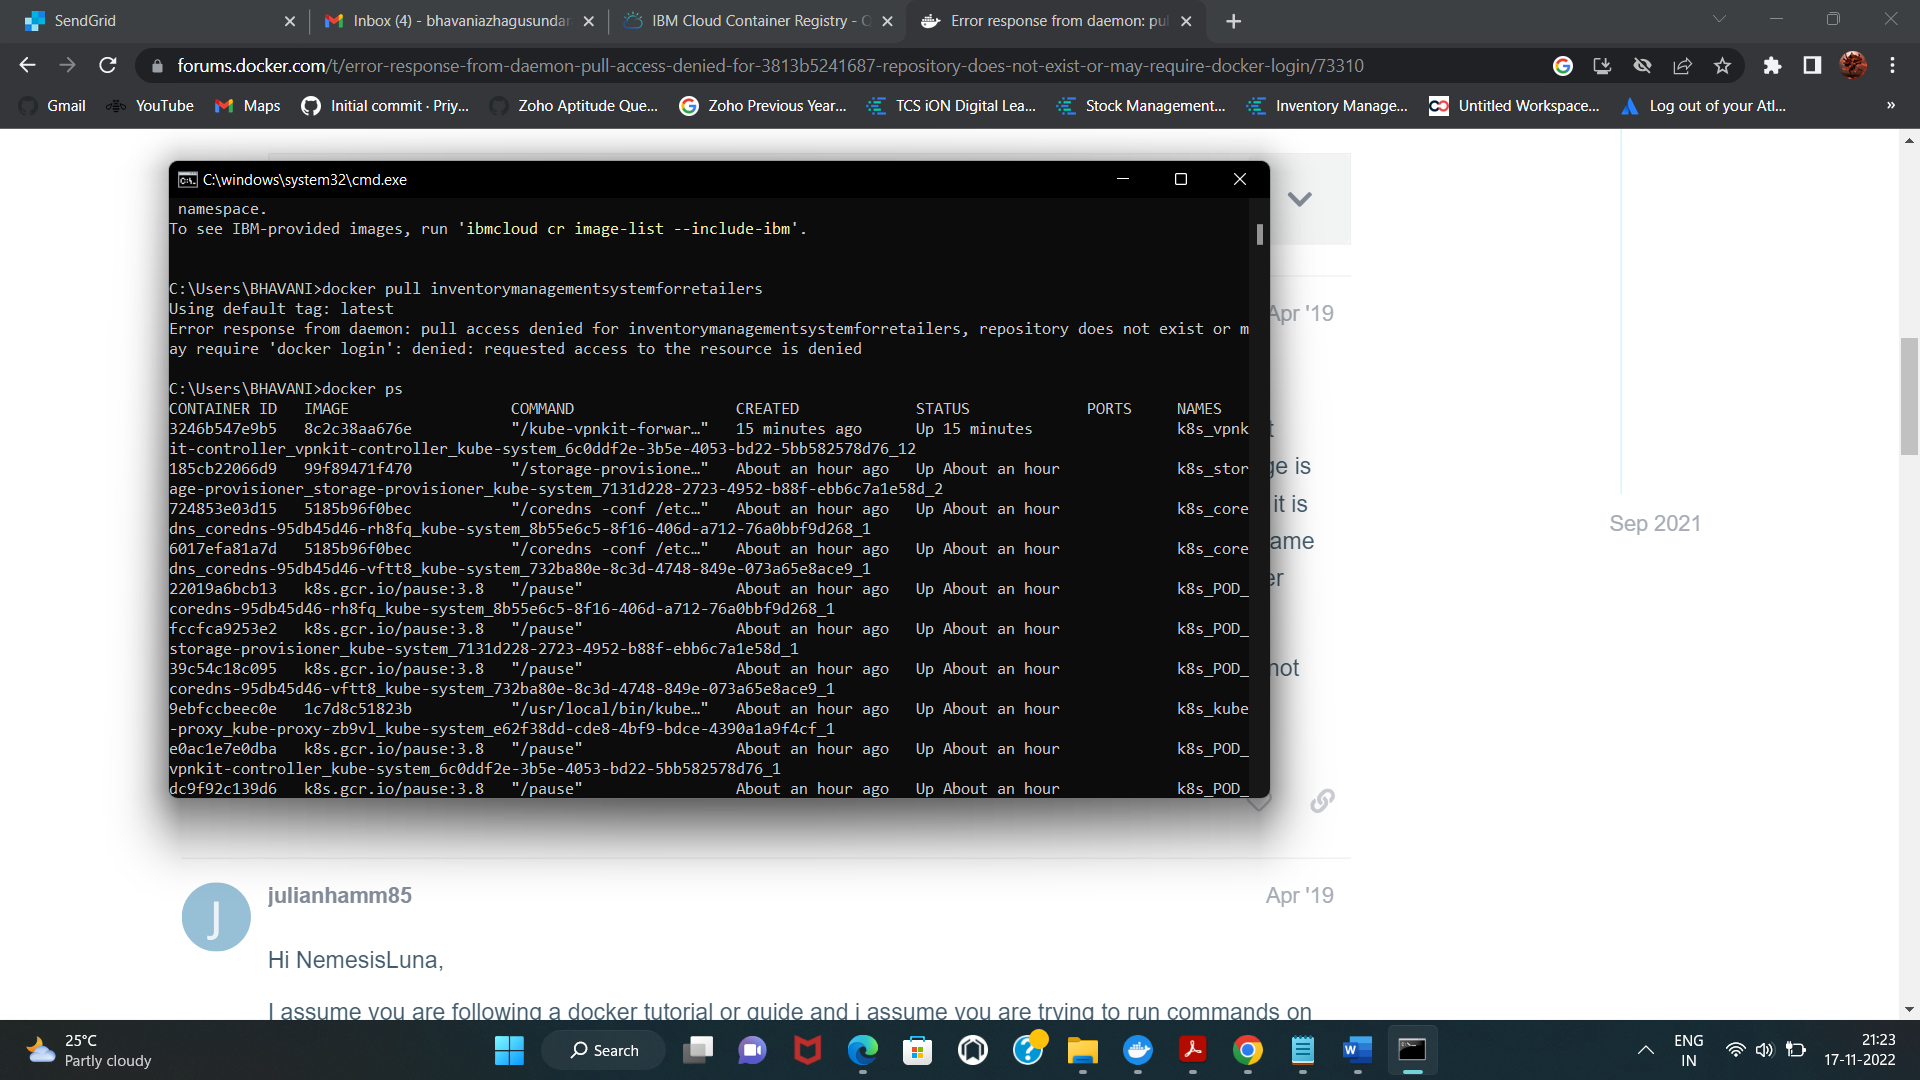 SendGrid
Inbox (4) - bhavaniazhagusundar
IBM Cloud Container Registry -
Error response from daemon: pul
forums.docker.com/t/error-response-from-daemon-pull-access-denied-for-3813b5241687-repository-does-not-exist-or-may-require-docker-login/73310
Gmail
YouTube
Maps
Initial commit · Priy...
Zoho Aptitude Que...
Zoho Previous Year...
TCS iON Digital Lea...
Stock Management...
Inventory Manage...
Untitled Workspace...
Log out of your Atl...
»
C:\windows\system32\cmd.exe
namespace.
To see IBM-provided images, run 'ibmcloud cr image-list --include-ibm'.
C:\Users\BHAVANI>docker pull inventorymanagementsystemforretailers
Using default tag: latest
Error response from daemon: pull access denied for inventorymanagementsystemforretailers, repository does not exist or m
ay require 'docker login': denied: requested access to the resource is denied
C:\Users\BHAVANI>docker ps
CONTAINER ID IMAGE COMMAND CREATED STATUS PORTS NAMES
3246b547e9b5 8c2c38aa676e "/kube-vpnkit-forwar…" 15 minutes ago Up 15 minutes k8s_vpnk
it-controller_vpnkit-controller_kube-system_6c0ddf2e-3b5e-4053-bd22-5bb582578d76_12
185cb22066d9 99f89471f470 "/storage-provisione…" About an hour ago Up About an hour k8s_stor
age-provisioner_storage-provisioner_kube-system_7131d228-2723-4952-b88f-ebb6c7a1e58d_2
724853e03d15 5185b96f0bec "/coredns -conf /etc…" About an hour ago Up About an hour k8s_core
dns_coredns-95db45d46-rh8fq_kube-system_8b55e6c5-8f16-406d-a712-76a0bbf9d268_1
6017efa81a7d 5185b96f0bec "/coredns -conf /etc…" About an hour ago Up About an hour k8s_core
dns_coredns-95db45d46-vftt8_kube-system_732ba80e-8c3d-4748-849e-073a65e8ace9_1
22019a6bcb13 k8s.gcr.io/pause:3.8 "/pause" About an hour ago Up About an hour k8s_POD_
coredns-95db45d46-rh8fq_kube-system_8b55e6c5-8f16-406d-a712-76a0bbf9d268_1
fccfca9253e2 k8s.gcr.io/pause:3.8 "/pause" About an hour ago Up About an hour k8s_POD_
storage-provisioner_kube-system_7131d228-2723-4952-b88f-ebb6c7a1e58d_1
39c54c18c095 k8s.gcr.io/pause:3.8 "/pause" About an hour ago Up About an hour k8s_POD_
coredns-95db45d46-vftt8_kube-system_732ba80e-8c3d-4748-849e-073a65e8ace9_1
9ebfccbeec0e 1c7d8c51823b "/usr/local/bin/kube…" About an hour ago Up About an hour k8s_kube
-proxy_kube-proxy-zb9vl_kube-system_e62f38dd-cde8-4bf9-bdce-4390a1a9f4cf_1
e0ac1e7e0dba k8s.gcr.io/pause:3.8 "/pause" About an hour ago Up About an hour k8s_POD_
vpnkit-controller_kube-system_6c0ddf2e-3b5e-4053-bd22-5bb582578d76_1
dc9f92c139d6 k8s.gcr.io/pause:3.8 "/pause" About an hour ago Up About an hour k8s_POD_
Apr '19
t
ge is
it is
ame
er
not
Sep 2021
J
julianhamm85
Apr '19
Hi NemesisLuna,
I assume you are following a docker tutorial or guide and i assume you are trying to run commands on
25°C
Partly cloudy
Search
ENG
IN
21:23
17-11-2022